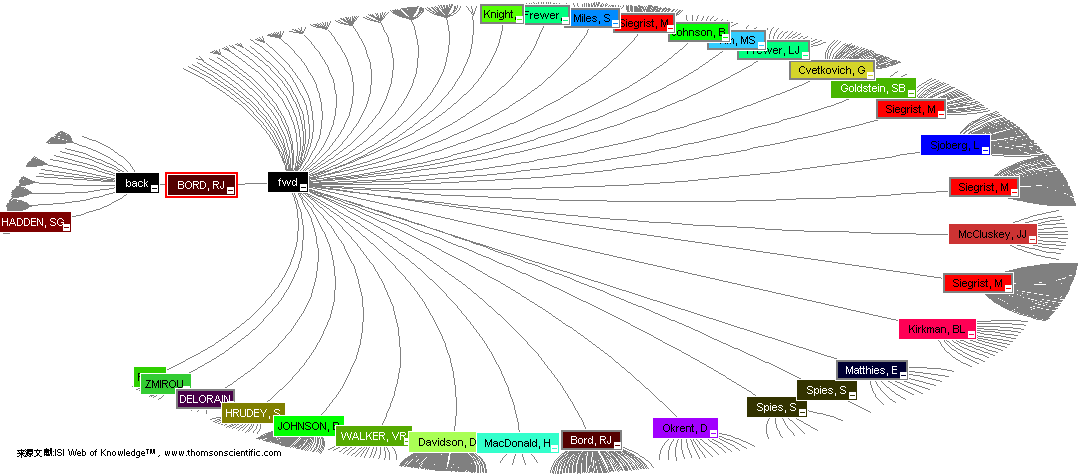 Knight,
Frewer,
Miles, S
Siegrist, M
Johnson, B
Frewer, LJ
Cvetkovich, G
Goldstein, SB
Siegrist, M
Sjoberg, L
back
BORD, RJ
fwd
Siegrist, M
HADDEN, SG
McCluskey, JJ
Siegrist, M
Kirkman, BL
Matthies, E
ZMIROU
Spies, S
DELORAIN
Spies, S
HRUDEY, S
JOHNSON, B
Okrent, D
WALKER, VR
Davidson, D
MacDonald, H
Bord, RJ
来源文献:ISI Web of Knowledge™ , www.thomsonscientific.com